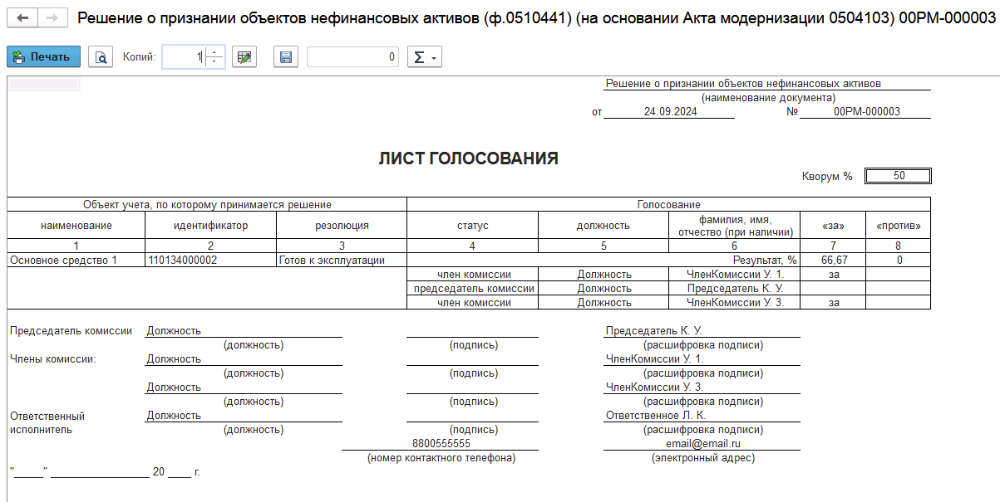 Решение о признании объектов нефинансовых активов (ф.0510441) (на основании Акта модернизации 0504103) 00РМ-000003
Печать Копий: 1 0 Σ
Решение о признании объектов нефинансовых активов
(наименование документа)
от 24.09.2024 № 00РМ-000003
ЛИСТ ГОЛОСОВАНИЯ
Кворум % 50
Объект учета, по которому принимается решение Голосование
наименование идентификатор резолюция статус должность фамилия, имя, отчество (при наличии) «за» «против»
1 2 3 4 5 6 7 8
Основное средство 1 110134000002 Готов к эксплуатации Результат, % 66,67 0
член комиссии Должность ЧленКомиссии У. 1. за
председатель комиссии Должность Председатель К. У.
член комиссии Должность ЧленКомиссии У. 3. за
Председатель комиссии Должность Председатель К. У.
(должность) (подпись) (расшифровка подписи)
Члены комиссии: Должность ЧленКомиссии У. 1.
(должность) (подпись) (расшифровка подписи)
Должность ЧленКомиссии У. 3.
(должность) (подпись) (расшифровка подписи)
Ответственный Должность Ответственное Л. К.
исполнитель (должность) (подпись) (расшифровка подписи)
8800555555 email@email.ru
(номер контактного телефона) (электронный адрес)
"_____" _________________ 20 ____ г.